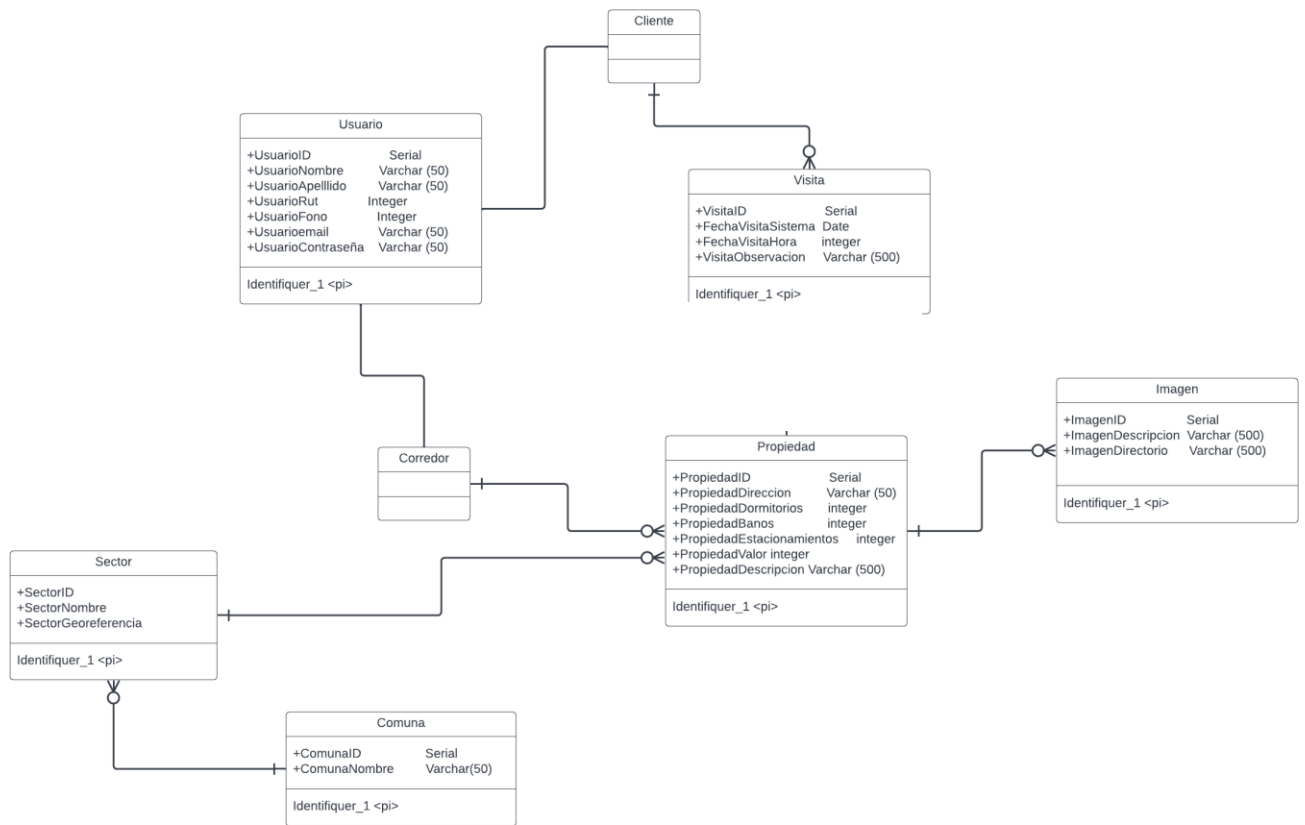 Cliente
Usuario
+UsuarioID Serial
+UsuarioNombre Varchar (50)
+UsuarioApelllido Varchar (50)
+UsuarioRut Integer
+UsuarioFono Integer
+Usuarioemail Varchar (50)
+UsuarioContraseña Varchar (50)
Identifiquer_1 <pi>
Visita
+VisitaID Serial
+FechaVisitaSistema Date
+FechaVisitaHora integer
+VisitaObservacion Varchar (500)
Identifiquer_1 <pi>
Imagen
+ImagenID Serial
+ImagenDescripcion Varchar (500)
+ImagenDirectorio Varchar (500)
Identifiquer_1 <pi>
Corredor
Propiedad
+PropiedadID Serial
+PropiedadDireccion Varchar (50)
+PropiedadDormitorios integer
+PropiedadBanos integer
+PropiedadEstacionamientos integer
+PropiedadValor integer
+PropiedadDescripcion Varchar (500)
Identifiquer_1 <pi>
Sector
+SectorID
+SectorNombre
+SectorGeoreferencia
Identifiquer_1 <pi>
Comuna
+ComunaID Serial
+ComunaNombre Varchar(50)
Identifiquer_1 <pi>